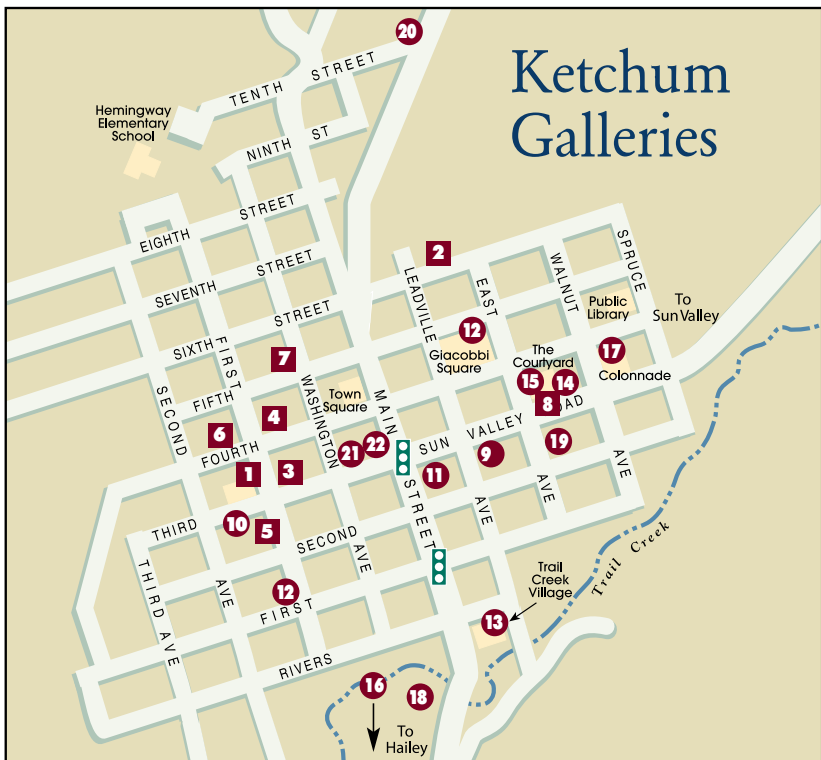 Ketchum
Galleries
20
TENTH STREET
Hemingway
Elementary
School
NINTH ST
EIGHTH STREET
SEVENTH STREET
SIXTH STREET
FIFTH
FOURTH
SECOND
FIRST
WASHINGTON
MAIN
STREET
LEADVILLE
EAST
WALNUT
SPRUCE
2
Public
Library
To
Sun Valley
12
Giacobbi
Square
The
Courtyard
17
Colonnade
15
14
8
7
Town
Square
4
6
SUN VALLEY ROAD
21
22
9
19
1
3
11
10
5
THIRD
SECOND
AVE
AVE
AVE
AVE
AVE
THIRD AVE
12
FIRST
RIVERS
Trail
Creek
Village
13
Trail Creek
16
18
To
Hailey